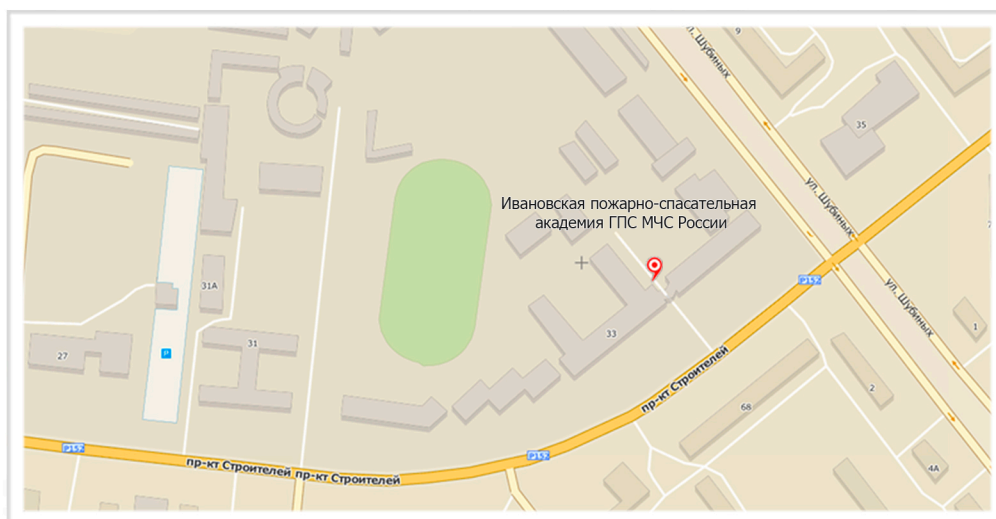 9
ул. Шубиных
35
ул. Шубиных
Ивановская пожарно-спасательная
академия ГПС МЧС России
Р152
ул. Шубиных
31А
33
1
31
27
P
2
68
пр-кт Строителей
4А
Р152
Р152
пр-кт Строителей пр-кт Строителей